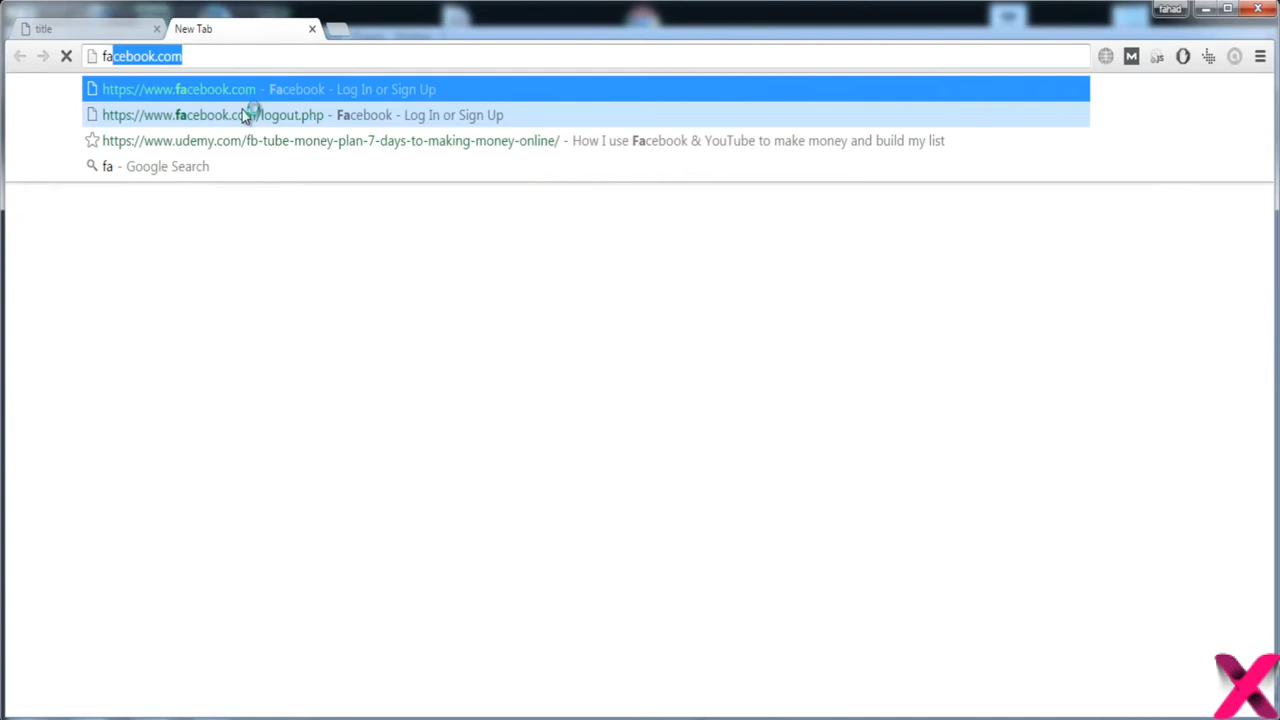 fahad
title
New Tab
facebook.com
https://www.facebook.com - Facebook - Log In or Sign Up
https://www.facebook.com/logout.php - Facebook - Log In or Sign Up
https://www.udemy.com/fb-tube-money-plan-7-days-to-making-money-online/ - How I use Facebook & YouTube to make money and build my list
fa - Google Search